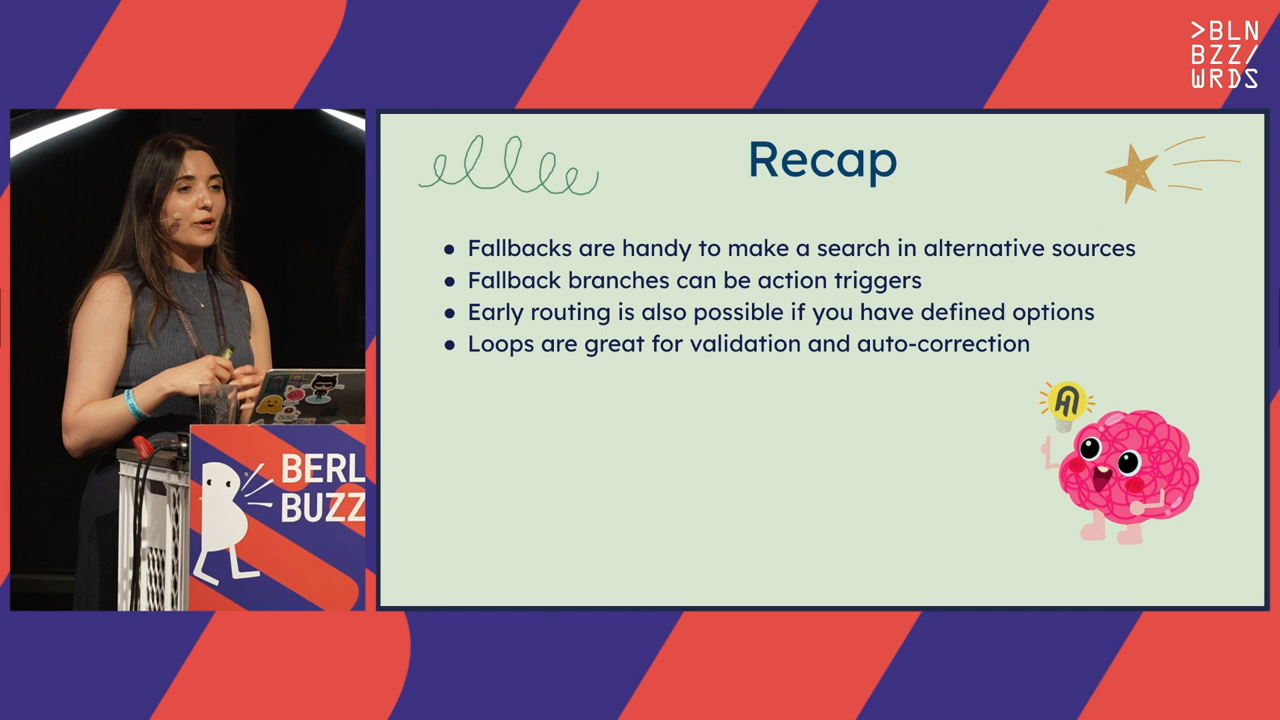 >BLN
BZZ/
WRDS
Recap
● Fallbacks are handy to make a search in alternative sources
● Fallback branches can be action triggers
● Early routing is also possible if you have defined options
● Loops are great for validation and auto-correction
BERL
BUZZ